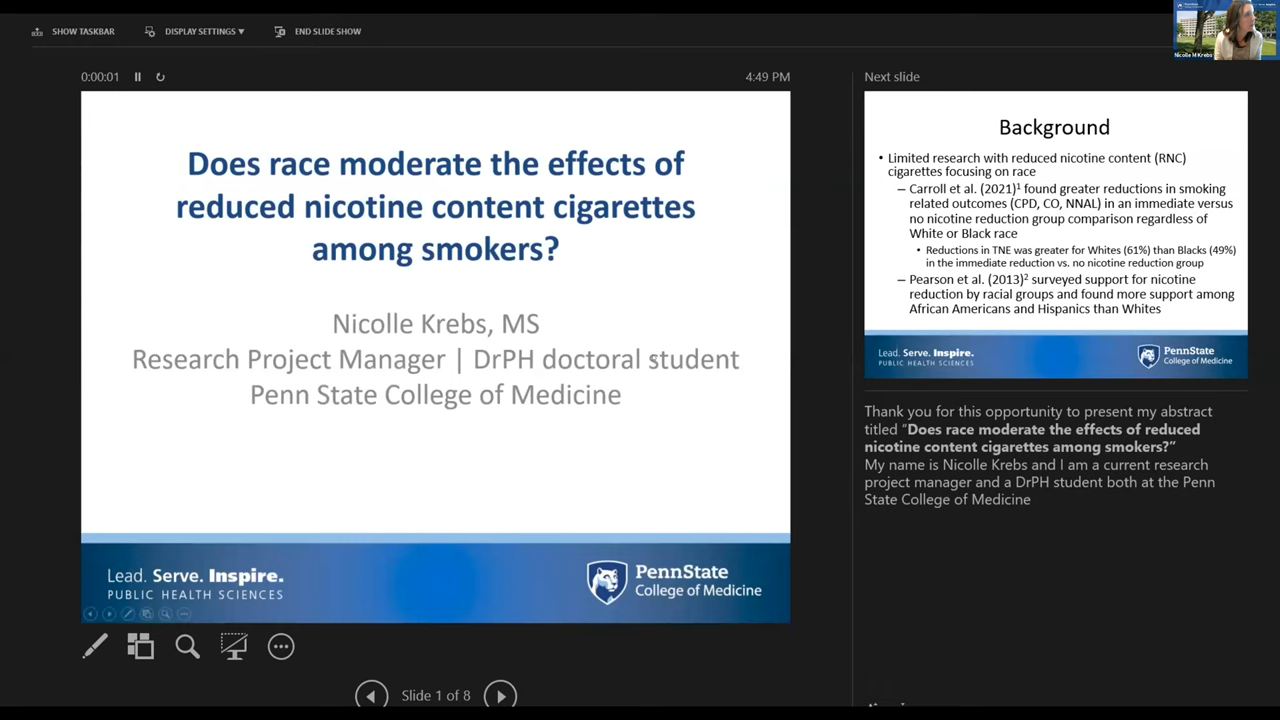 SHOW TASKBAR
DISPLAY SETTINGS ▼
END SLIDE SHOW
Nicolle M Krebs
0:00:01
4:49 PM
Does race moderate the effects of
reduced nicotine content cigarettes
among smokers?
Nicolle Krebs, MS
Research Project Manager | DrPH doctoral student
Penn State College of Medicine
Lead. Serve. Inspire.
PUBLIC HEALTH SCIENCES
PennState
College of Medicine
Slide 1 of 8
Next slide
Background
• Limited research with reduced nicotine content (RNC)
cigarettes focusing on race
– Carroll et al. (2021)¹ found greater reductions in smoking
related outcomes (CPD, CO, NNAL) in an immediate versus
no nicotine reduction group comparison regardless of
White or Black race
• Reductions in TNE was greater for Whites (61%) than Blacks (49%)
in the immediate reduction vs. no nicotine reduction group
– Pearson et al. (2013)² surveyed support for nicotine
reduction by racial groups and found more support among
African Americans and Hispanics than Whites
Lead. Serve. Inspire.
PUBLIC HEALTH SCIENCES
PennState
College of Medicine
Thank you for this opportunity to present my abstract
titled “Does race moderate the effects of reduced
nicotine content cigarettes among smokers?”
My name is Nicolle Krebs and I am a current research
project manager and a DrPH student both at the Penn
State College of Medicine